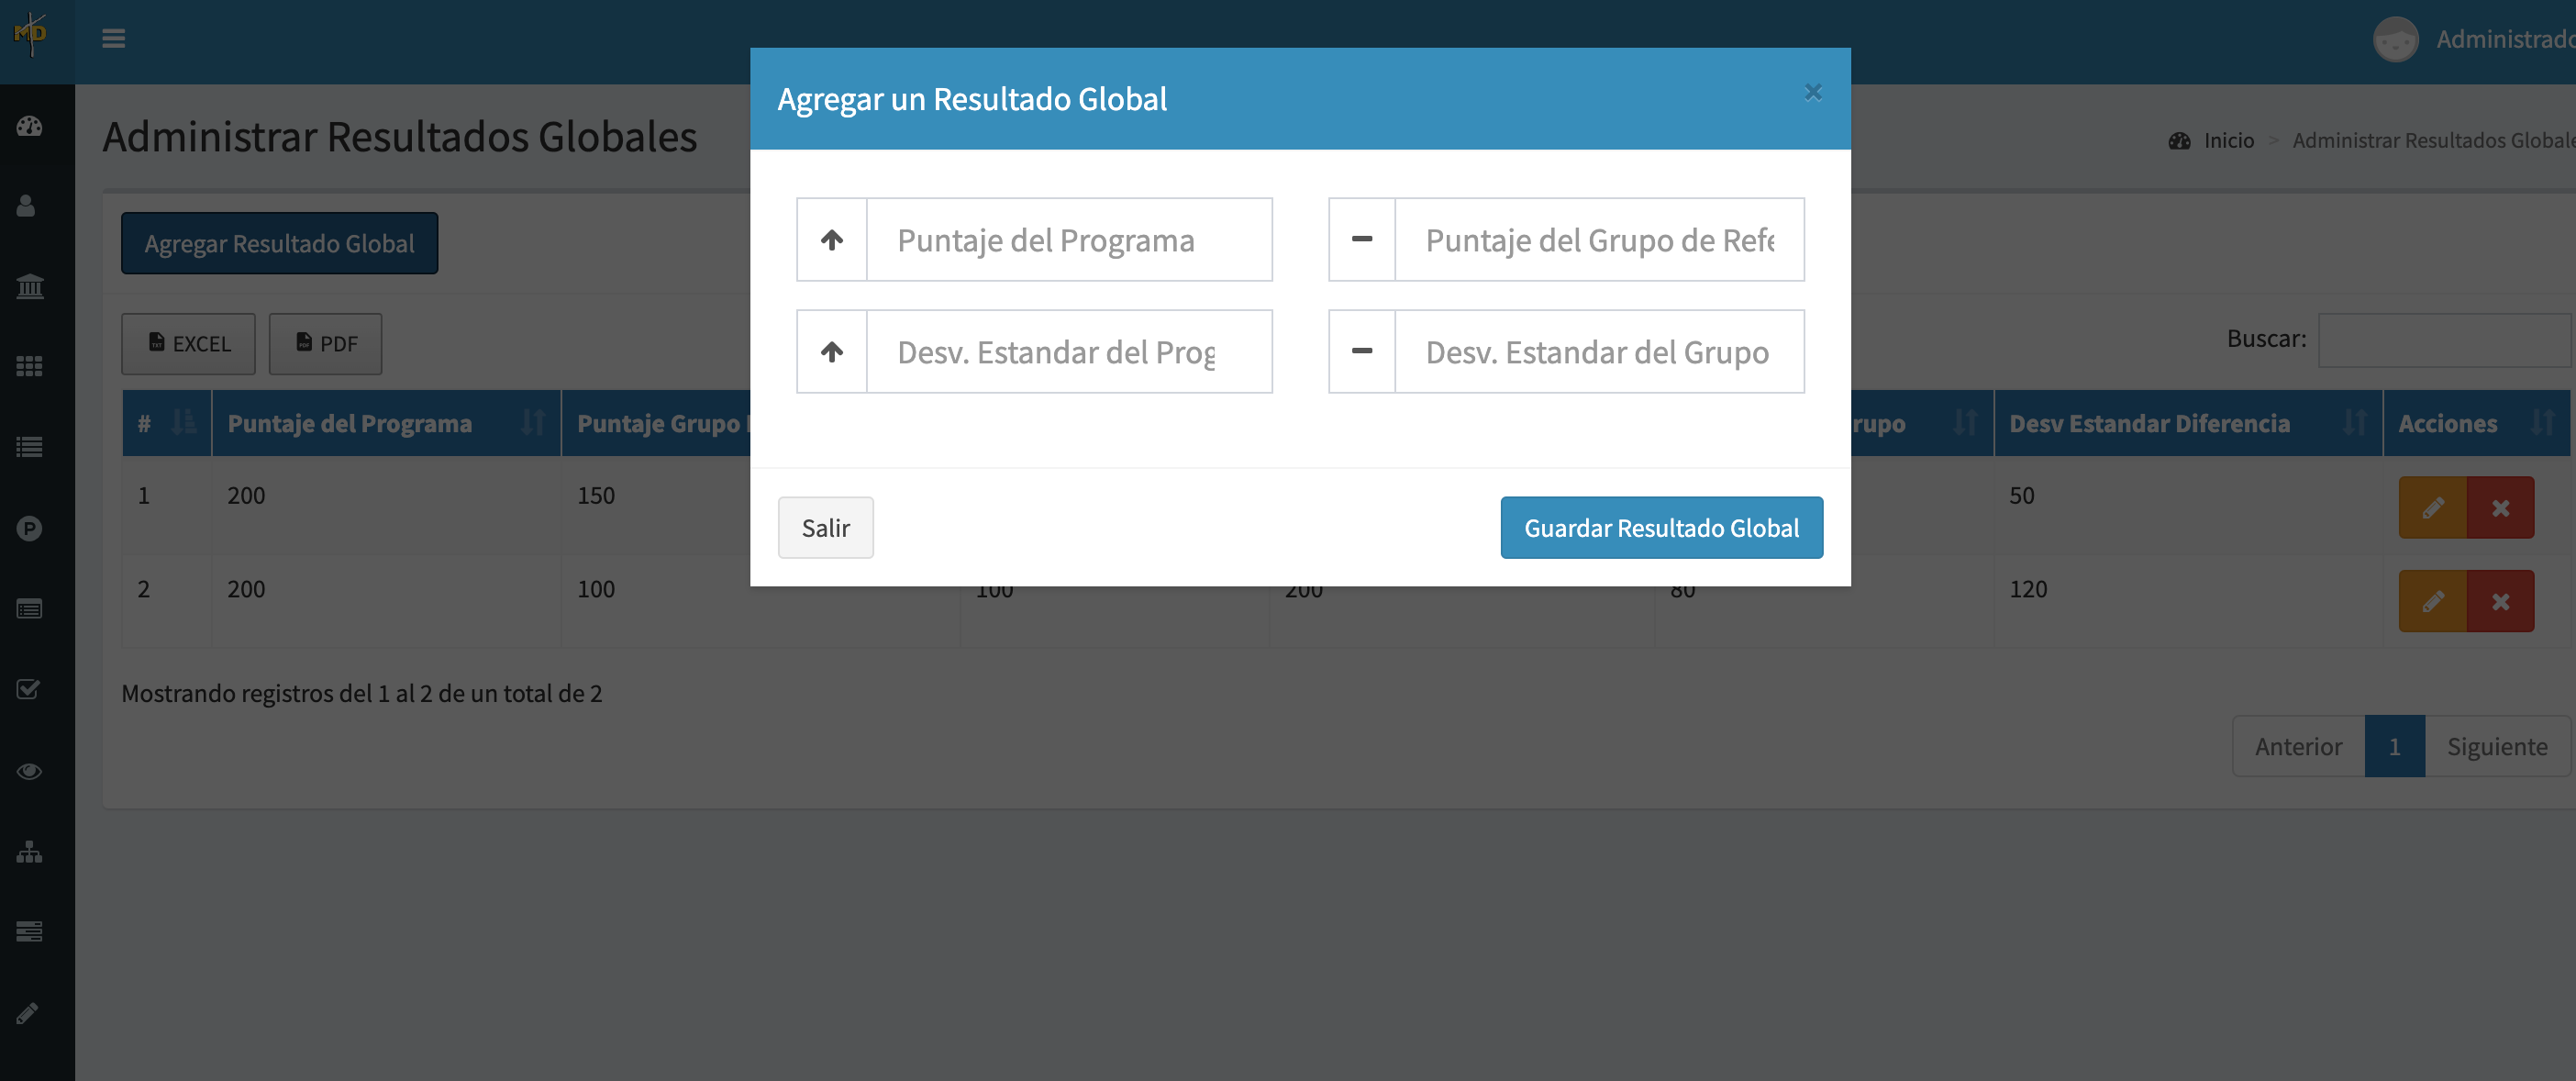 MD
Administrado
Agregar un Resultado Global
×
Administrar Resultados Globales
Inicio > Administrar Resultados Globale
Agregar Resultado Global
Puntaje del Programa
Puntaje del Grupo de Refe
Desv. Estandar del Prog
Desv. Estandar del Grupo
EXCEL
PDF
Buscar:
# Puntaje del Programa Puntaje Grupo rupo Desv Estandar Diferencia Acciones
1 200 150 50
Salir
Guardar Resultado Global
2 200 100 100 200 80 120
Mostrando registros del 1 al 2 de un total de 2
Anterior 1 Siguiente